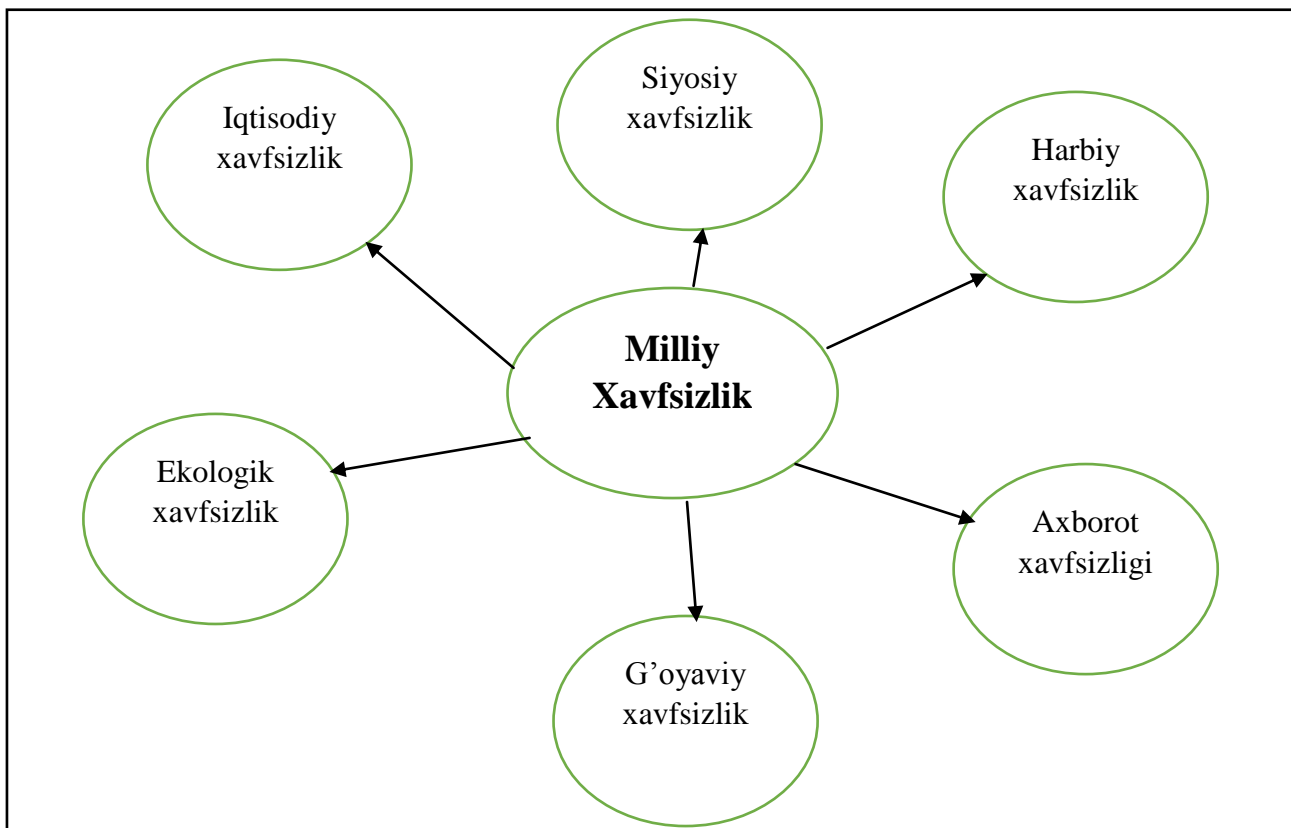 Siyosiy
xavfsizlik
Iqtisodiy
xavfsizlik
Harbiy
xavfsizlik
Milliy
Xavfsizlik
Ekologik
xavfsizlik
Axborot
xavfsizligi
G’oyaviy
xavfsizlik